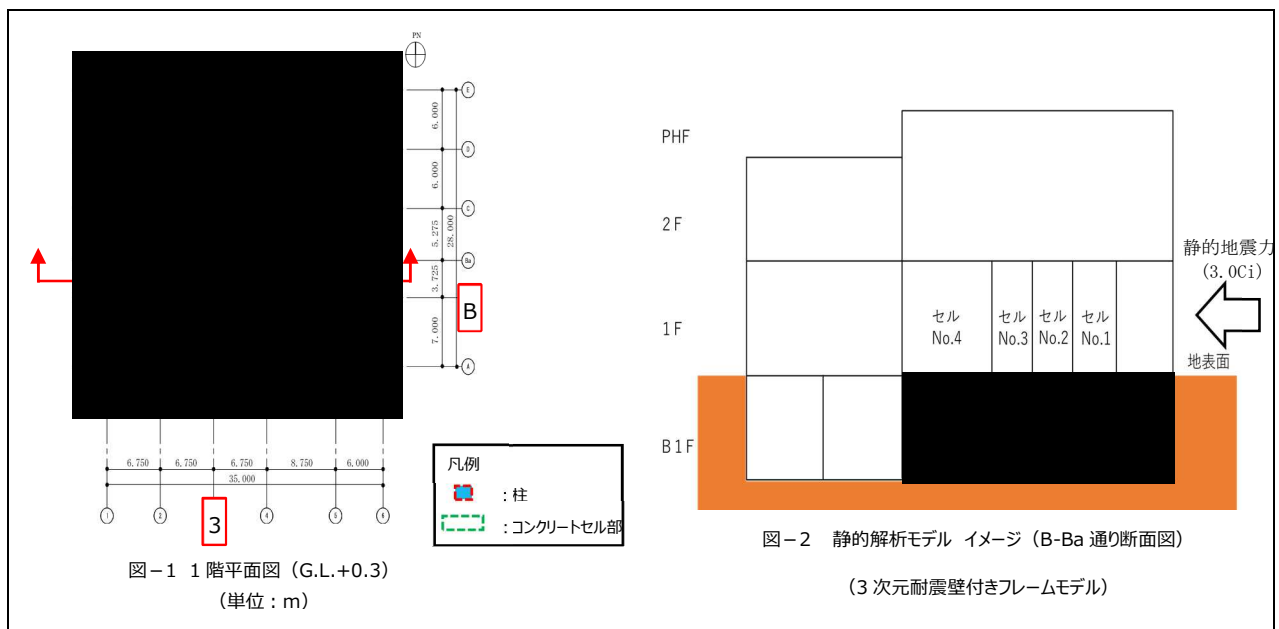 PN
E
6.000
D
6.000
C
5.275
28.000
Ba
3.725
B
7.000
A
6.750
6.750
6.750
8.750
6.000
35.000
1
2
3
4
5
6
凡例
:柱
:コンクリートセル部
図-1 1階平面図(G.L.+0.3)
(単位:m)
PHF
2F
1F
B1F
セル
No.4
セル
No.3
セル
No.2
セル
No.1
静的地震力
(3.0Ci)
地表面
図-2 静的解析モデル イメージ(B-Ba 通り断面図)
(3次元耐震壁付きフレームモデル)